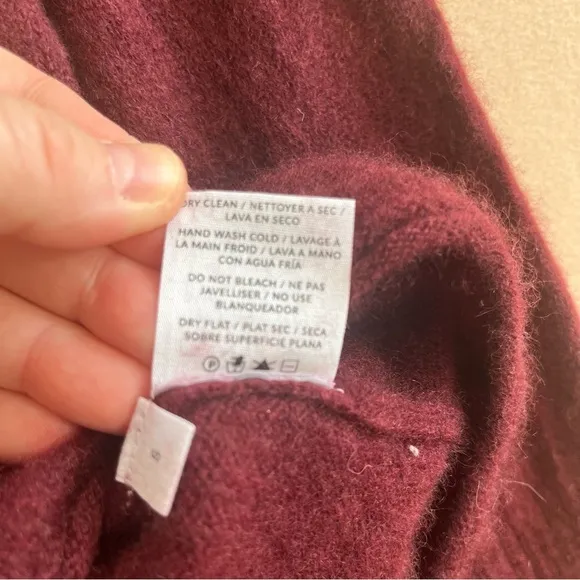 DRY CLEAN / NETTOYER A SEC /
LAVA EN SECO
HAND WASH COLD / LAVAGE À
LA MAIN FROID / LAVA A MANO
CON AGUA FRÍA
DO NOT BLEACH / NE PAS
JAVELLISER / NO USE
BLANQUEADOR
DRY FLAT / PLAT SEC / SECA
SOBRE SUPERFICIE PLANA
P